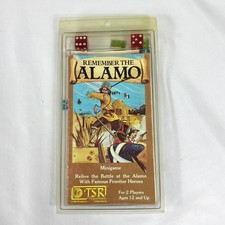 REMEMBER THE
ALAMO
Minigame
Relive the Battle at the Alamo
With Famous Frontier Heroes
TSR
For 2 Players
Ages 12 and Up